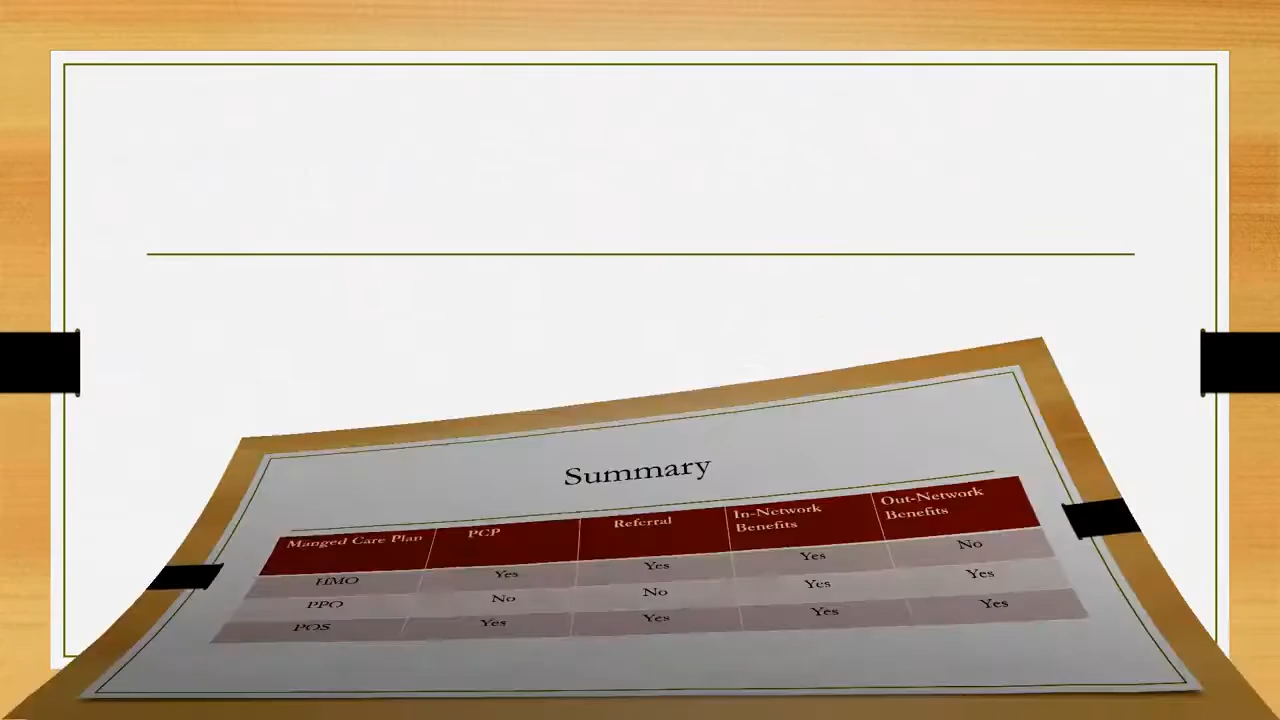 Summary
Manged Care Plan PCP Referral In-Network Benefits Out-Network Benefits
HMO Yes Yes Yes No
PPO No No Yes Yes
POS Yes Yes Yes Yes